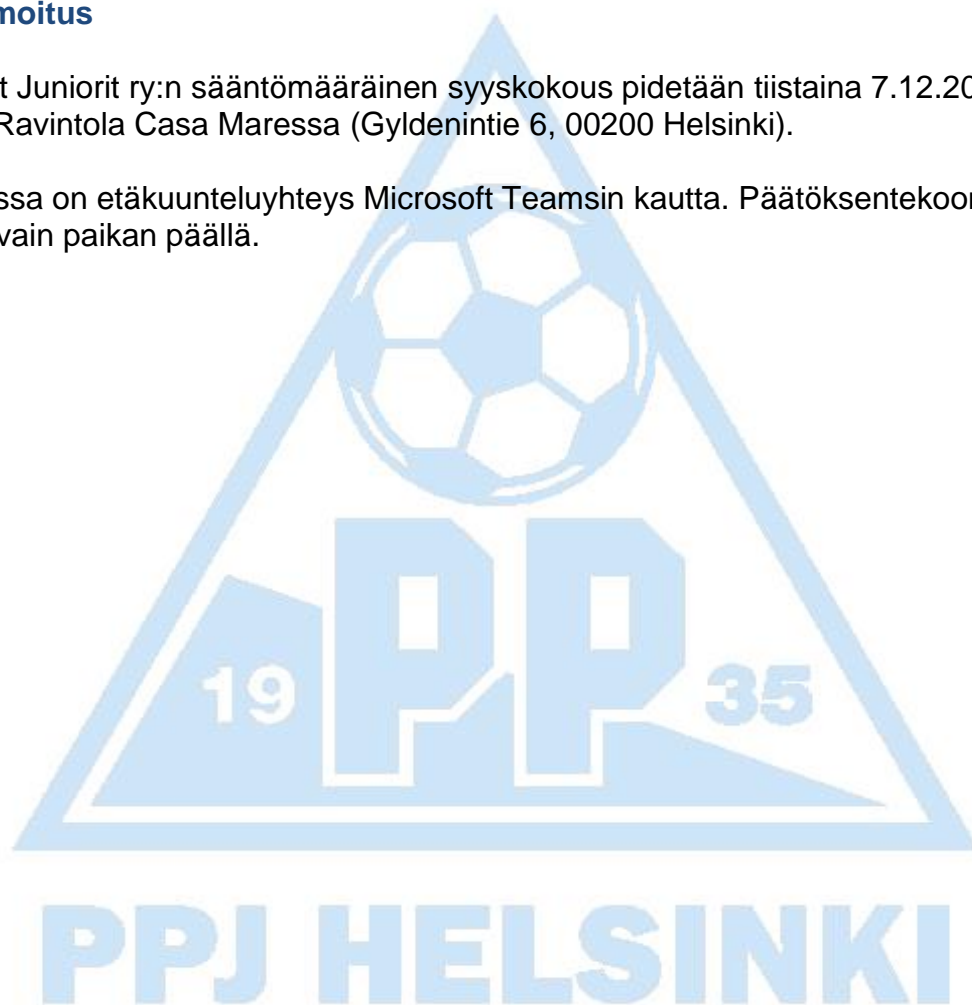 moitus
t Juniorit ry:n sääntömääräinen syyskokous pidetään tiistaina 7.12.20
Ravintola Casa Maressa (Gyldenintie 6, 00200 Helsinki).
ssa on etäkuunteluyhteys Microsoft Teamsin kautta. Päätöksentekoon
vain paikan päällä.
19 PP 35
PPJ HELSINKI